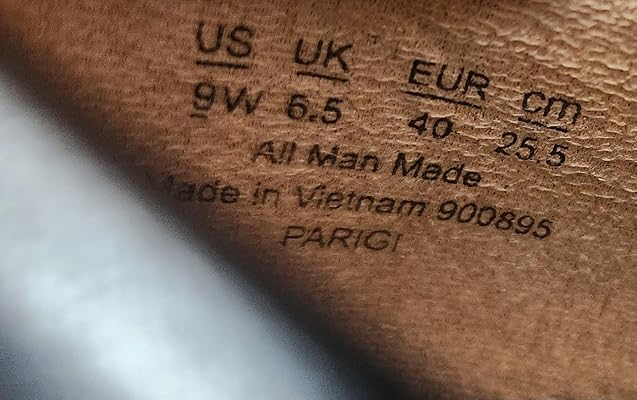 US UK EUR cm
9W 6.5 40 25.5
All Man Made
Made in Vietnam 900895
PARIGI